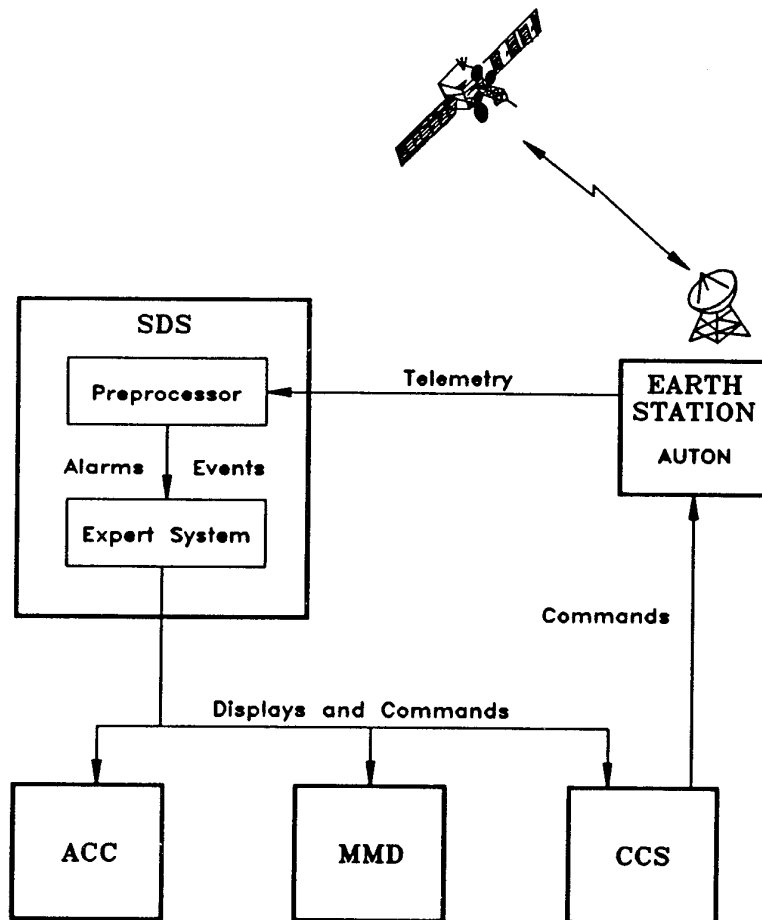 SDS
Preprocessor
Alarms Events
Expert System
Telemetry
EARTH
STATION
AUTON
Commands
Displays and Commands
ACC
MMD
CCS